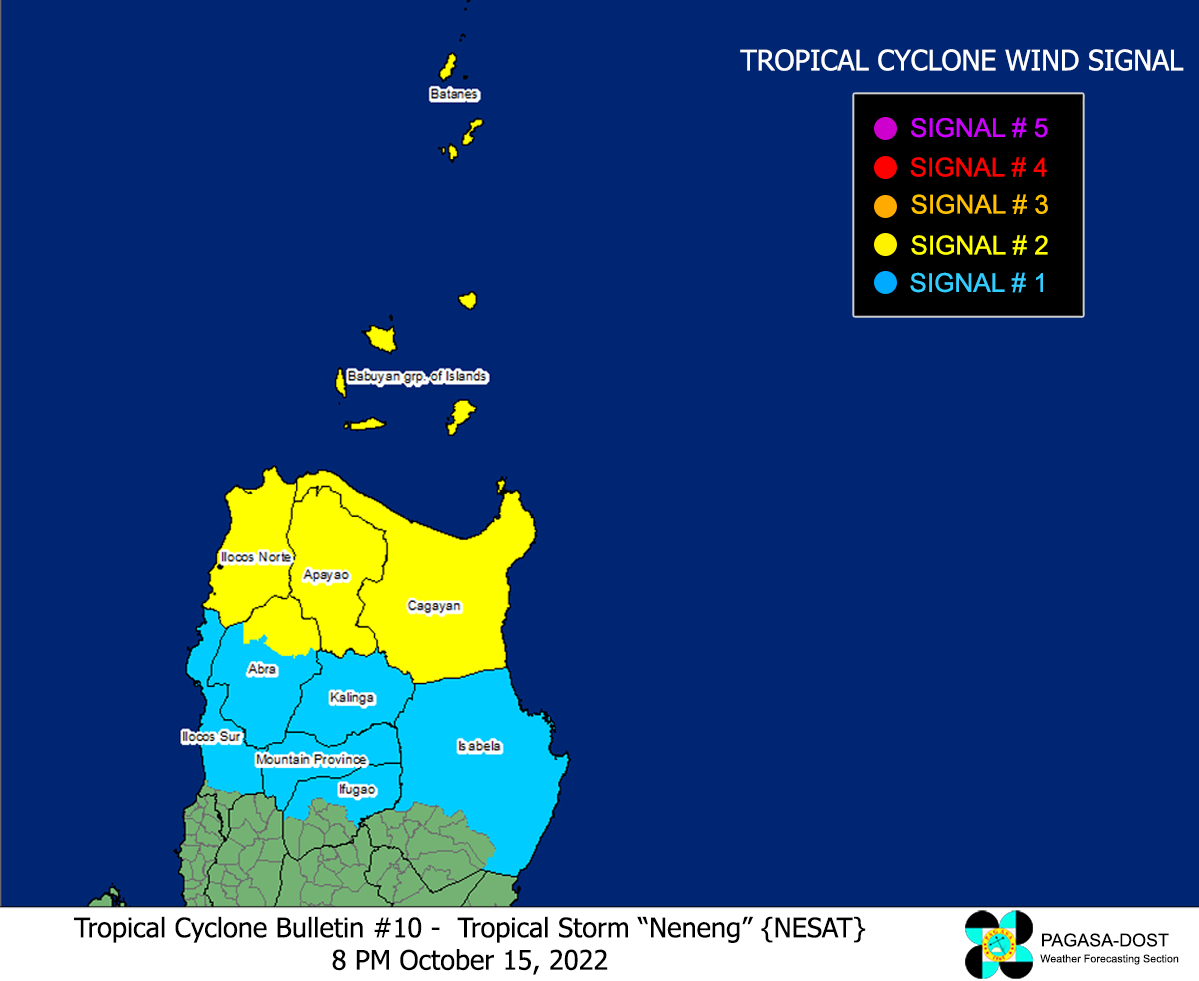 TROPICAL CYCLONE WIND SIGNAL
SIGNAL # 5
SIGNAL # 4
SIGNAL # 3
SIGNAL # 2
SIGNAL # 1
Batanes
Babuyan grp. of Islands
Ilocos Norte
Apayao
Cagayan
Abra
Kalinga
Ilocos Sur
Isabela
Mountain Province
Ifugao
Tropical Cyclone Bulletin #10 - Tropical Storm “Neneng” {NESAT}
8 PM October 15, 2022
PAGASA-DOST
Weather Forecasting Section